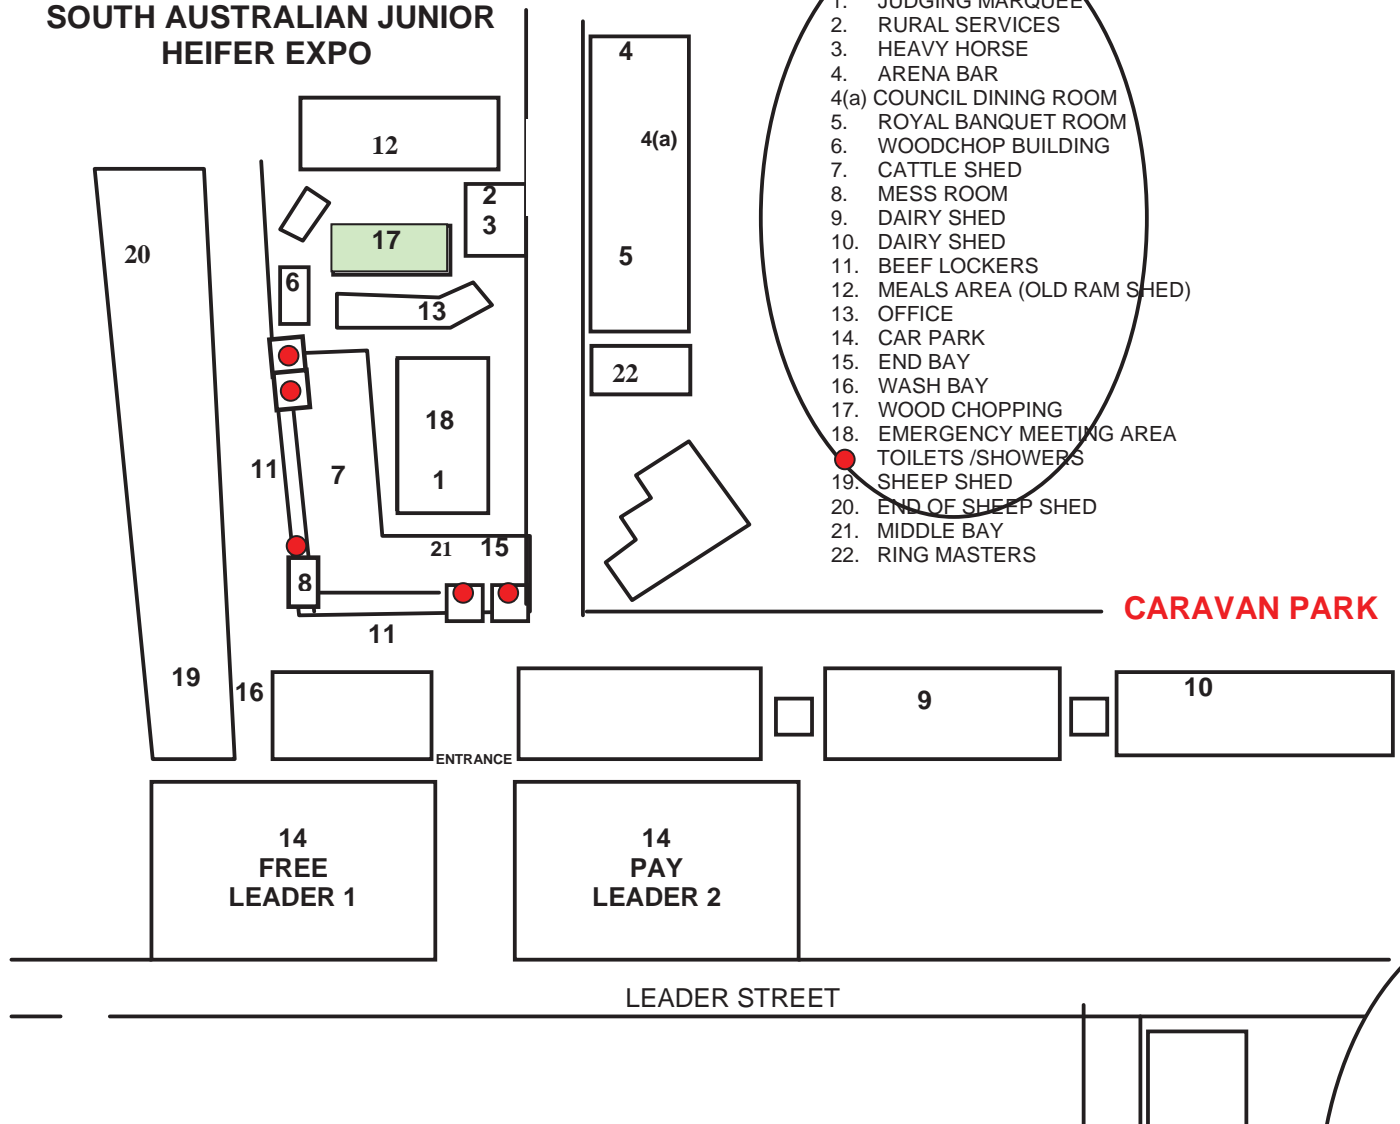 SOUTH AUSTRALIAN JUNIOR
HEIFER EXPO
1. JUDGING MARQUEE
2. RURAL SERVICES
3. HEAVY HORSE
4. ARENA BAR
4(a) COUNCIL DINING ROOM
5. ROYAL BANQUET ROOM
6. WOODCHOP BUILDING
7. CATTLE SHED
8. MESS ROOM
9. DAIRY SHED
10. DAIRY SHED
11. BEEF LOCKERS
12. MEALS AREA (OLD RAM SHED)
13. OFFICE
14. CAR PARK
15. END BAY
16. WASH BAY
17. WOOD CHOPPING
18. EMERGENCY MEETING AREA
TOILETS /SHOWERS
19. SHEEP SHED
20. END OF SHEEP SHED
21. MIDDLE BAY
22. RING MASTERS
4
4(a)
5
12
2
3
17
20
6
13
22
18
11
7
1
21
15
8
11
CARAVAN PARK
19
16
9
10
ENTRANCE
14
FREE
LEADER 1
14
PAY
LEADER 2
LEADER STREET